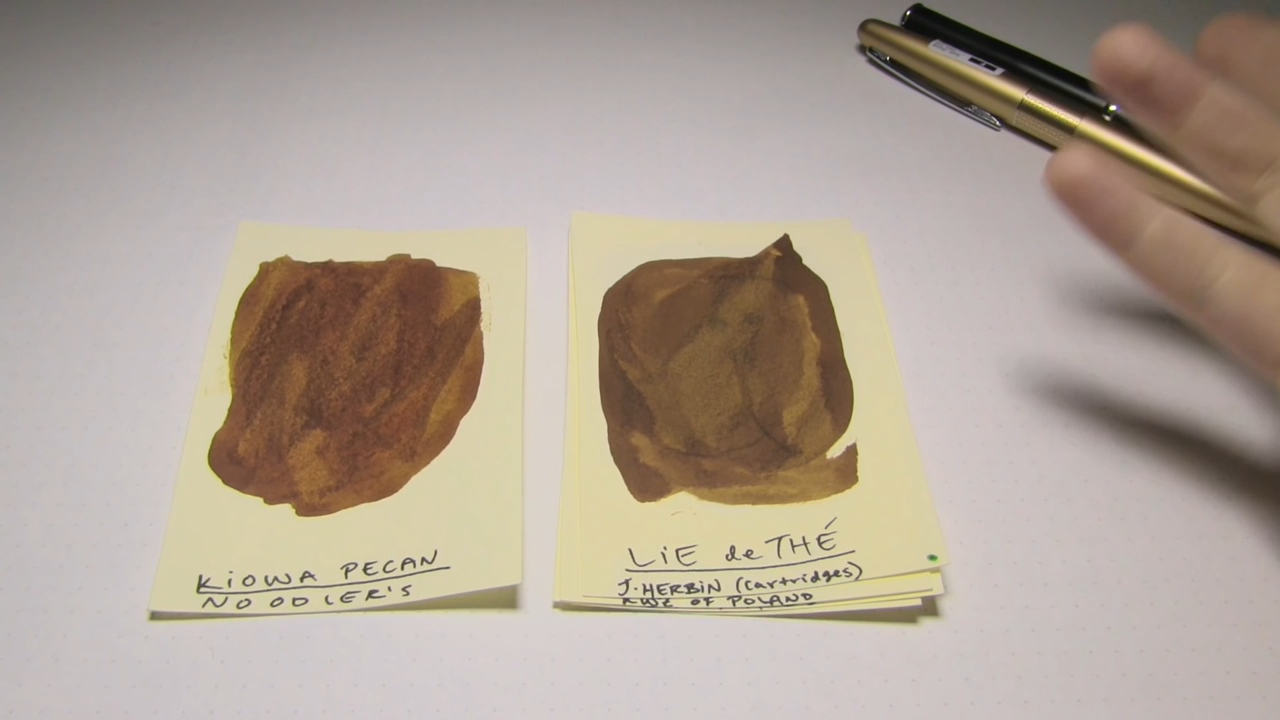 KiOWA PECAN
NOODLER'S
LiE de THÉ
J. HERBiN (Cartridges)
OF POLAND